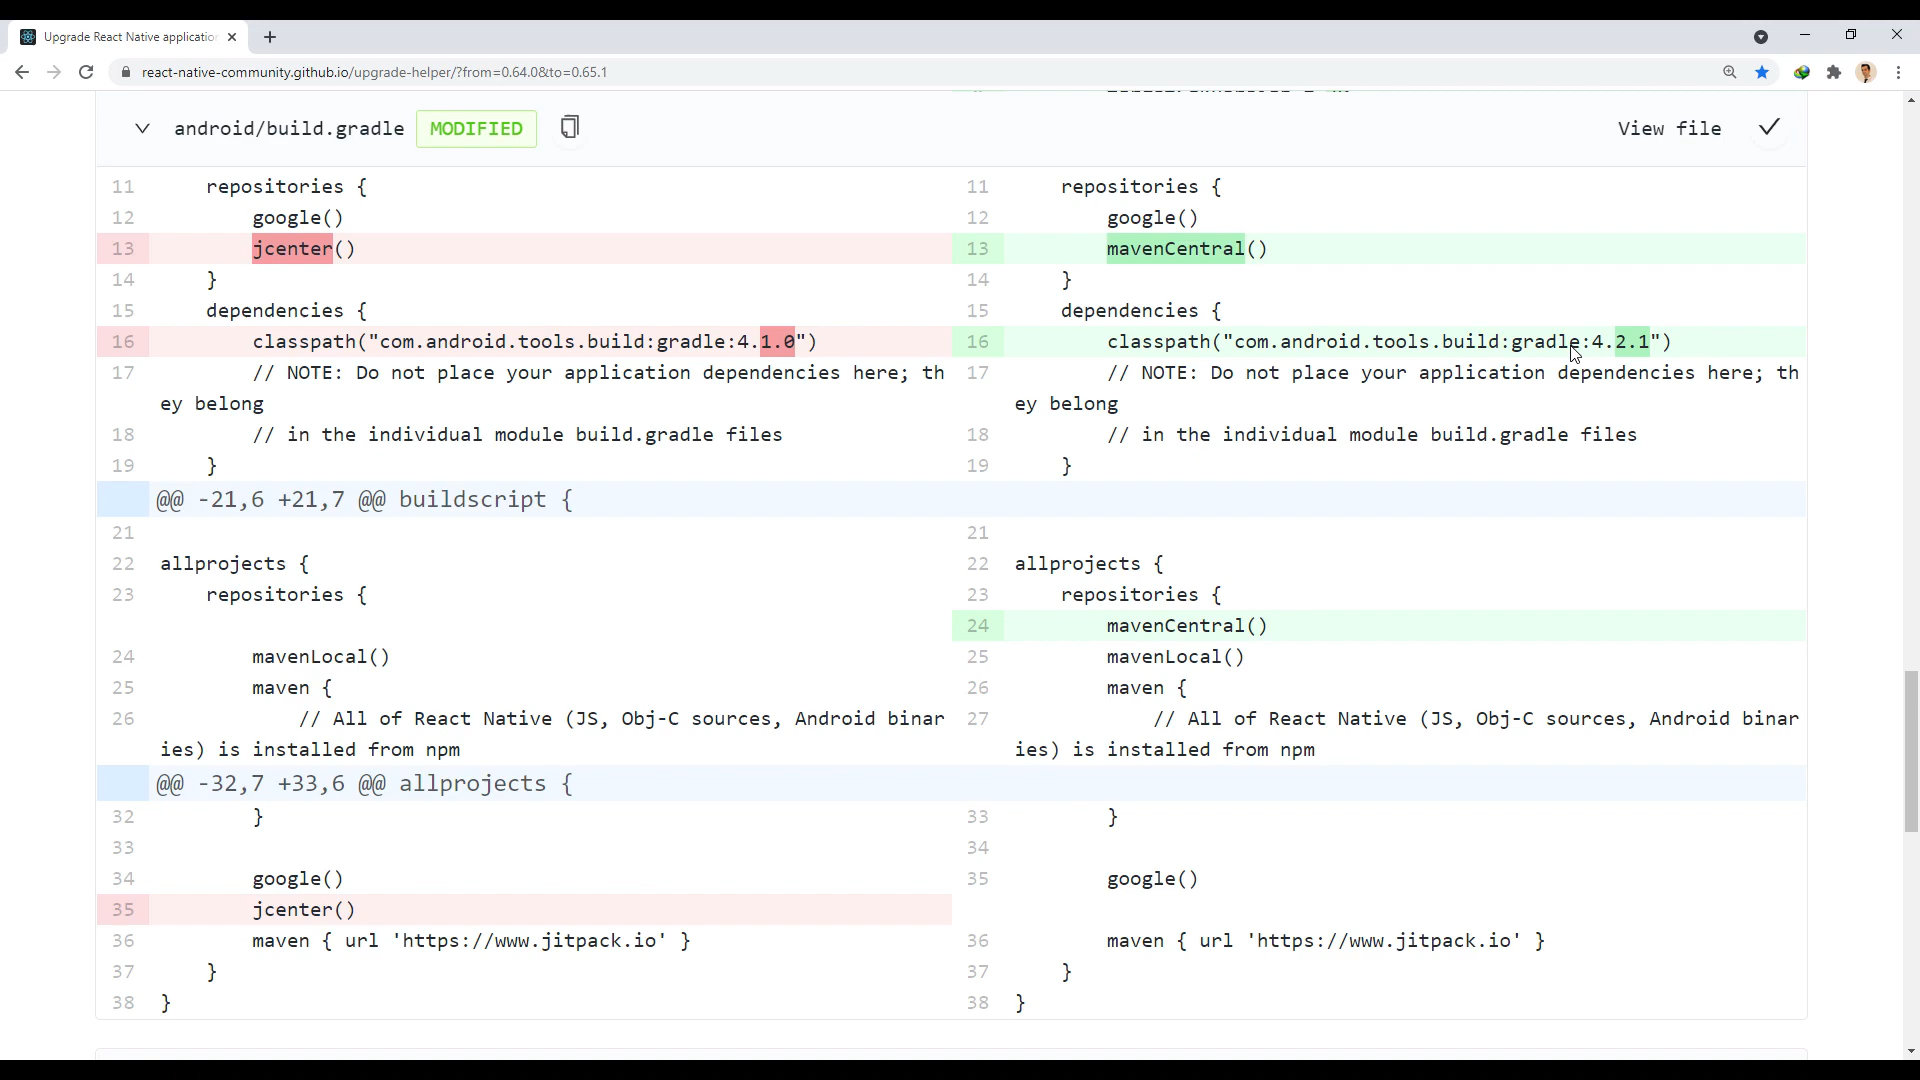 Upgrade React Native applicatio
react-native-community.github.io/upgrade-helper/?from=0.64.0&to=0.65.1
android/build.gradle MODIFIED View file
11 repositories { 11 repositories {
12 google() 12 google()
13 jcenter() 13 mavenCentral()
14 } 14 }
15 dependencies { 15 dependencies {
16 classpath("com.android.tools.build:gradle:4.1.0") 16 classpath("com.android.tools.build:gradle:4.2.1")
17 // NOTE: Do not place your application dependencies here; th 17 // NOTE: Do not place your application dependencies here; th
ey belong ey belong
18 // in the individual module build.gradle files 18 // in the individual module build.gradle files
19 } 19 }
@@ -21,6 +21,7 @@ buildscript {
21 21
22 allprojects { 22 allprojects {
23 repositories { 23 repositories {
24 mavenCentral()
24 mavenLocal() 25 mavenLocal()
25 maven { 26 maven {
26 // All of React Native (JS, Obj-C sources, Android binar 27 // All of React Native (JS, Obj-C sources, Android binar
ies) is installed from npm ies) is installed from npm
@@ -32,7 +33,6 @@ allprojects {
32 } 33 }
33 34
34 google() 35 google()
35 jcenter()
36 maven { url 'https://www.jitpack.io' } 36 maven { url 'https://www.jitpack.io' }
37 } 37 }
38 } 38 }